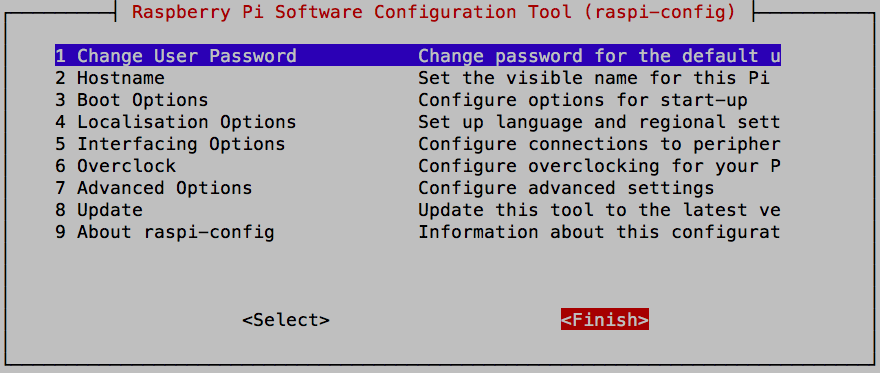 Raspberry Pi Software Configuration Tool (raspi-config)
1 Change User Password Change password for the default u
2 Hostname Set the visible name for this Pi
3 Boot Options Configure options for start-up
4 Localisation Options Set up language and regional sett
5 Interfacing Options Configure connections to peripher
6 Overclock Configure overclocking for your P
7 Advanced Options Configure advanced settings
8 Update Update this tool to the latest ve
9 About raspi-config Information about this configurat
<Select> <Finish>